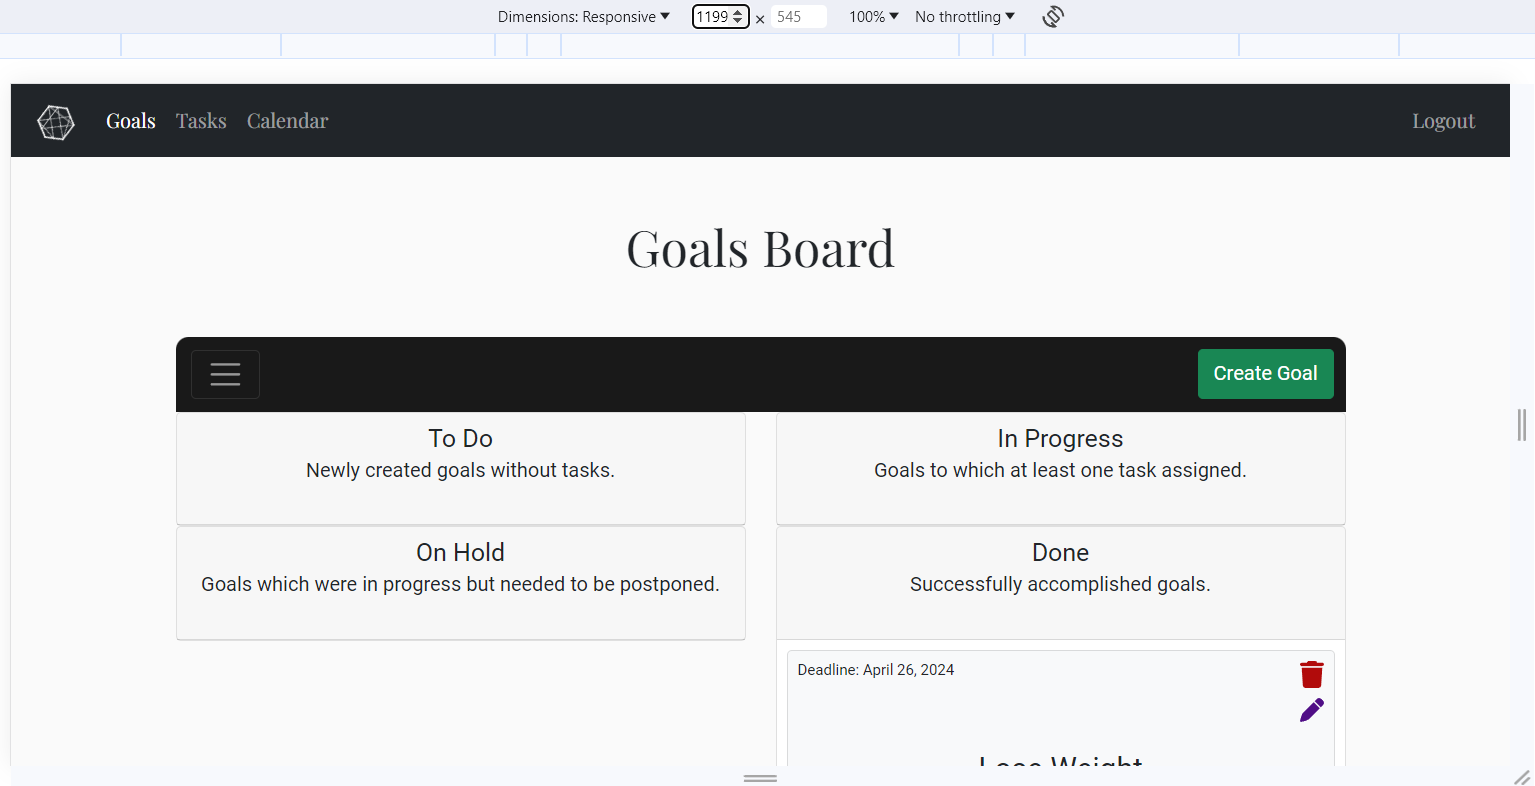 Dimensions: Responsive 1199 × 545 100% No throttling
Goals Tasks Calendar Logout
Goals Board
Create Goal
To Do
Newly created goals without tasks.
In Progress
Goals to which at least one task assigned.
On Hold
Goals which were in progress but needed to be postponed.
Done
Successfully accomplished goals.
Deadline: April 26, 2024
Lose Weight